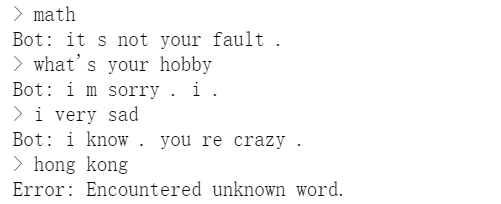 > math
Bot: it s not your fault .
> what's your hobby
Bot: i m sorry . i .
> i very sad
Bot: i know . you re crazy .
> hong kong
Error: Encountered unknown word.